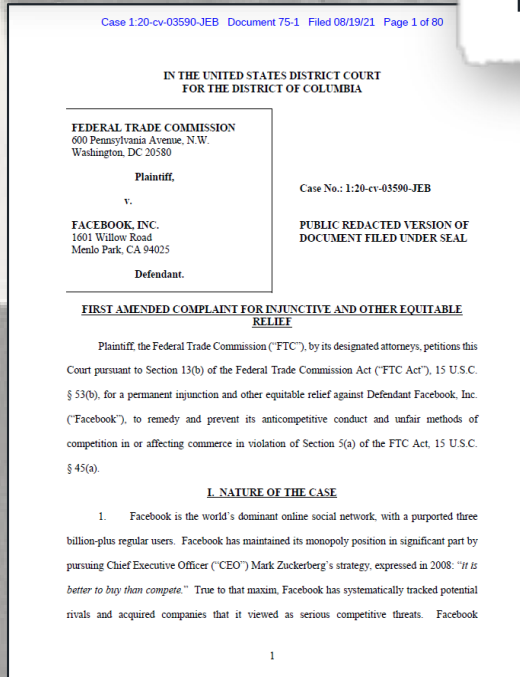 Case 1:20-cv-03590-JEB Document 75-1 Filed 08/19/21 Page 1 of 80
IN THE UNITED STATES DISTRICT COURT
FOR THE DISTRICT OF COLUMBIA
FEDERAL TRADE COMMISSION
600 Pennsylvania Avenue, N.W.
Washington, DC 20580
Plaintiff,
v.
FACEBOOK, INC.
1601 Willow Road
Menlo Park, CA 94025
Defendant.
Case No.: 1:20-cv-03590-JEB
PUBLIC REDACTED VERSION OF
DOCUMENT FILED UNDER SEAL
FIRST AMENDED COMPLAINT FOR INJUNCTIVE AND OTHER EQUITABLE
RELIEF
Plaintiff, the Federal Trade Commission (“FTC”), by its designated attorneys, petitions this
Court pursuant to Section 13(b) of the Federal Trade Commission Act (“FTC Act”), 15 U.S.C.
§ 53(b), for a permanent injunction and other equitable relief against Defendant Facebook, Inc.
(“Facebook”), to remedy and prevent its anticompetitive conduct and unfair methods of
competition in or affecting commerce in violation of Section 5(a) of the FTC Act, 15 U.S.C.
§ 45(a).
I. NATURE OF THE CASE
1. Facebook is the world’s dominant online social network, with a purported three
billion-plus regular users. Facebook has maintained its monopoly position in significant part by
pursuing Chief Executive Officer (“CEO”) Mark Zuckerberg’s strategy, expressed in 2008: “it is
better to buy than compete.” True to that maxim, Facebook has systematically tracked potential
rivals and acquired companies that it viewed as serious competitive threats. Facebook
1